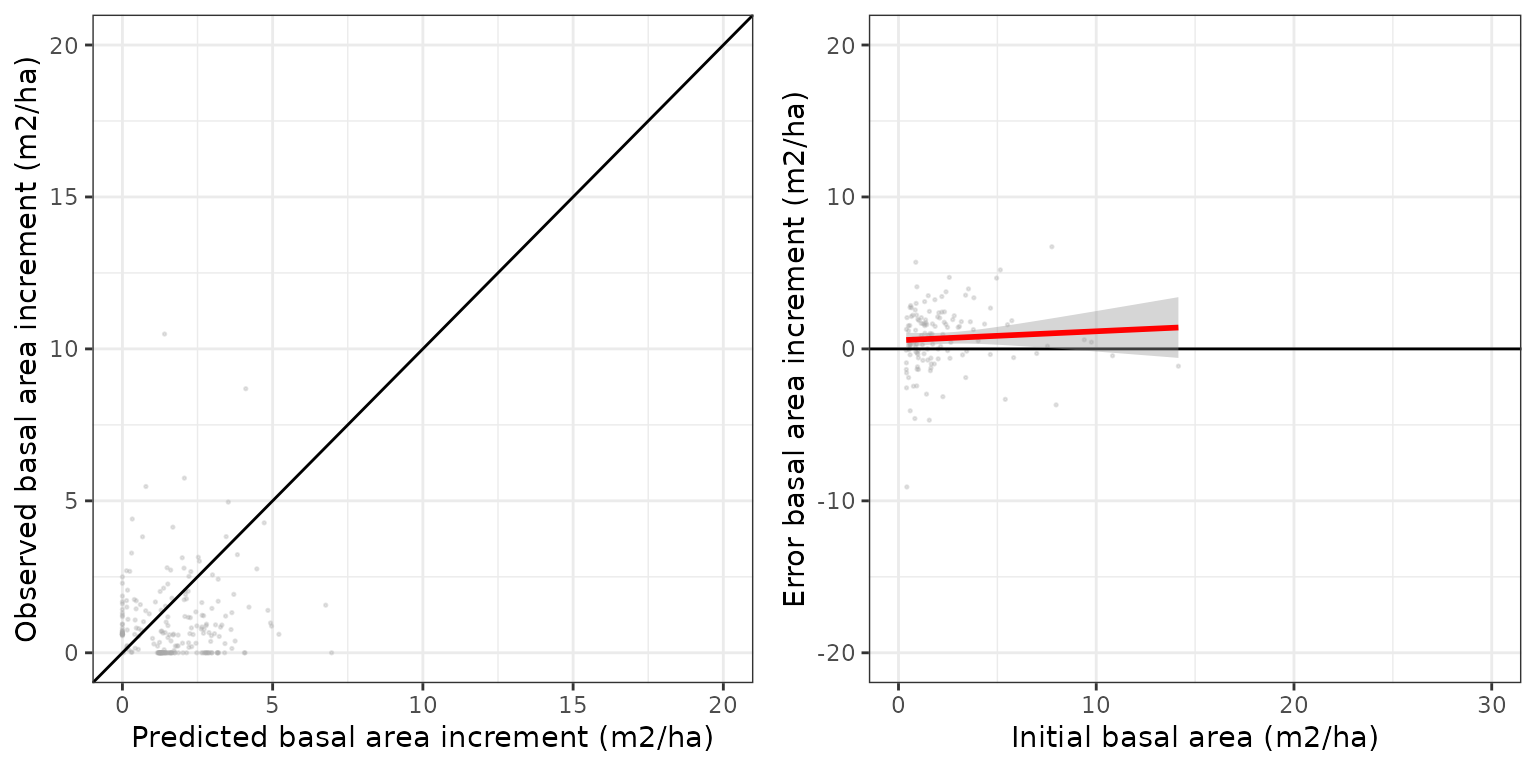 20
15
10
5
0
0 5 10 15 20
Predicted basal area increment (m2/ha)
Observed basal area increment (m2/ha)
20
10
0
-10
-20
0 10 20 30
Initial basal area (m2/ha)
Error basal area increment (m2/ha)